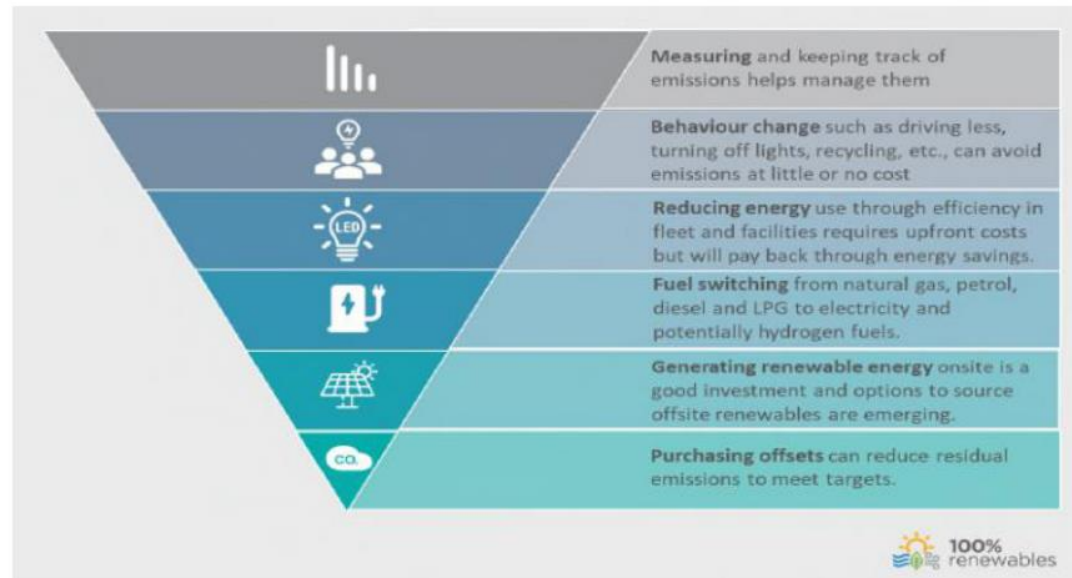 Measuring and keeping track of
emissions helps manage them
Behaviour change such as driving less,
turning off lights, recycling, etc., can avoid
emissions at little or no cost
LED
Reducing energy use through efficiency in
fleet and facilities requires upfront costs
but will pay back through energy savings.
Fuel switching from natural gas, petrol,
diesel and LPG to electricity and
potentially hydrogen fuels.
Generating renewable energy onsite is a
good investment and options to source
offsite renewables are emerging.
CO₂
Purchasing offsets can reduce residual
emissions to meet targets.
100%
renewables